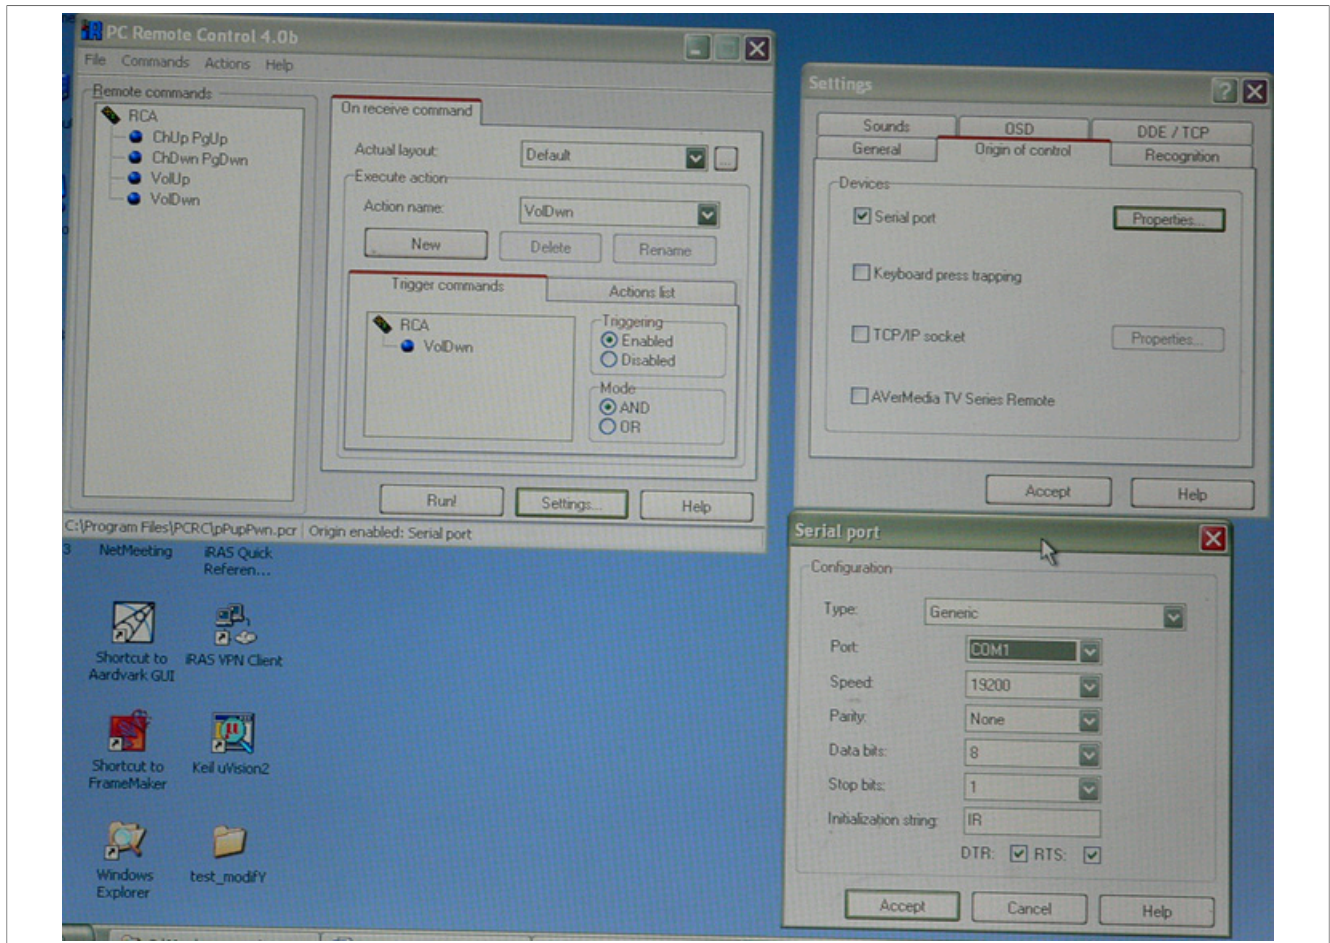 PC Remote Control 4.0b
File Commands Actions Help
Remote commands
RCA
ChUp PgUp
ChDwn PgDwn
VolUp
VolDwn
On receive command
Actual layout: Default ...
Execute action
Action name: VolDwn
New Delete Rename
Trigger commands Actions list
RCA
VolDwn
Triggering
Enabled
Disabled
Mode
AND
OR
Run! Settings... Help
C:\Program Files\PCRC\pPupPwn.pcr Origin enabled: Serial port
Settings
Sounds OSD DDE / TCP
General Origin of control Recognition
Devices
Serial port Properties...
Keyboard press trapping
TCP/IP socket Properties...
AVerMedia TV Series Remote
Accept Help
Serial port
Configuration
Type: Generic
Port: COM1
Speed: 19200
Parity: None
Data bits: 8
Stop bits: 1
Initialization string: IR
DTR: RTS:
Accept Cancel Help
3 NetMeeting iRAS Quick
Referen...
Shortcut to
Aardvark GUI
iRAS VPN Client
Shortcut to
FrameMaker
Keil uVision2
Windows
Explorer
test_modifY